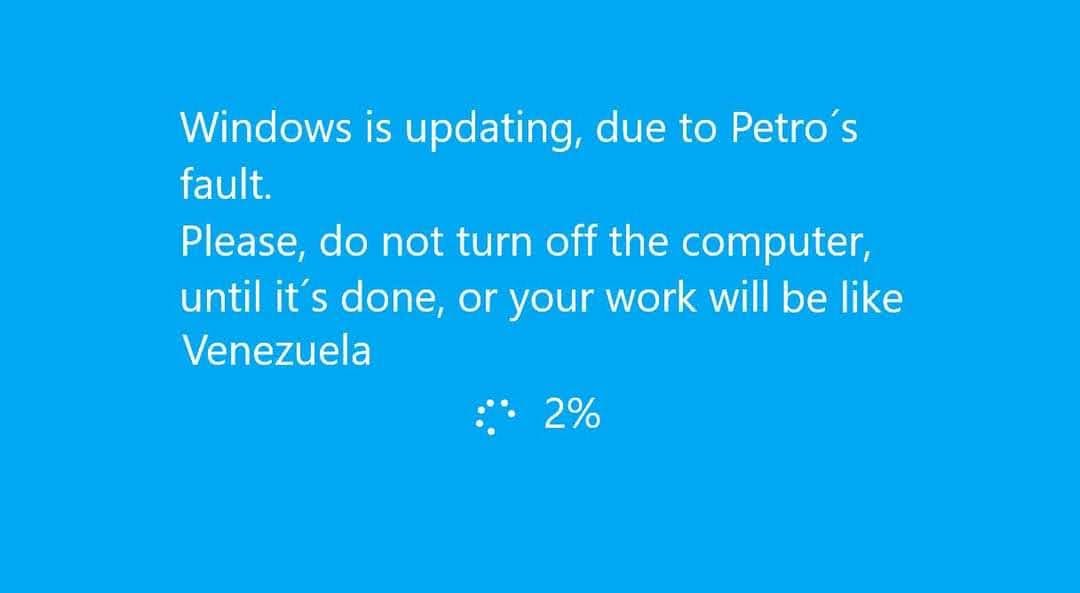 Windows is updating, due to Petro´s
fault.
Please, do not turn off the computer,
until it´s done, or your work will be like
Venezuela
2%